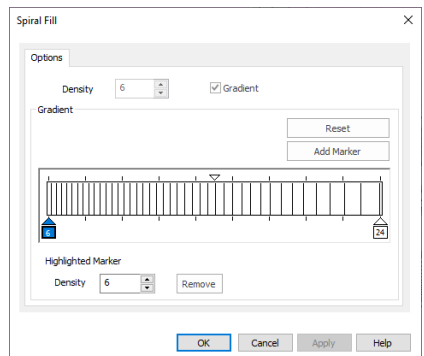 Spiral Fill
Options
Density 6 Gradient
Gradient
Reset
Add Marker
6 24
Highlighted Marker
Density 6 Remove
OK Cancel Apply Help